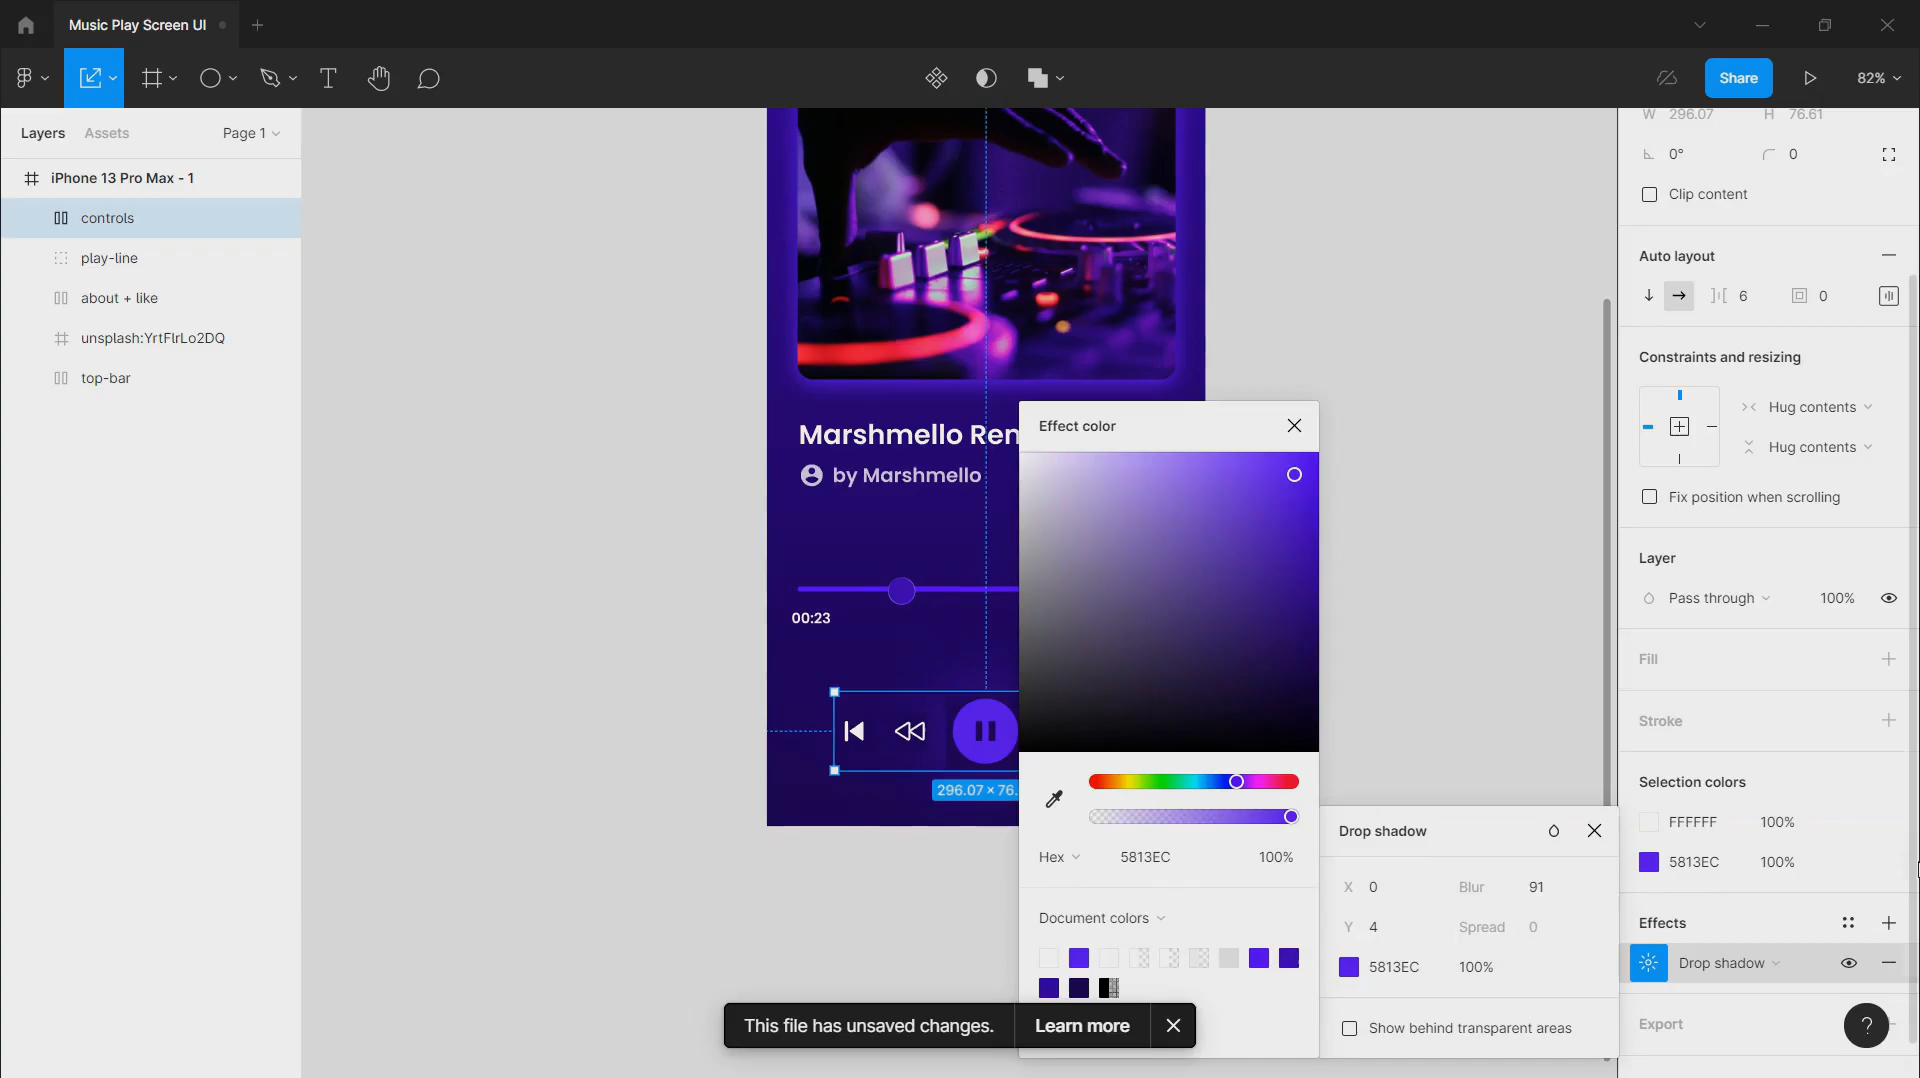 Music Play Screen UI
Share
82%
Layers
Assets
Page 1
iPhone 13 Pro Max - 1
controls
play-line
about + like
unsplash:YrtFlrLo2DQ
top-bar
Marshmello Ren
by Marshmello
00:23
296.07 × 76.
Effect color
Hex
5813EC
100%
Document colors
Drop shadow
X 0
Blur 91
Y 4
Spread 0
5813EC 100%
Show behind transparent areas
This file has unsaved changes.
Learn more
W 296.07 H 76.61
0° 0
Clip content
Auto layout
6 0
Constraints and resizing
Hug contents
Hug contents
Fix position when scrolling
Layer
Pass through 100%
Fill
Stroke
Selection colors
FFFFFF 100%
5813EC 100%
Effects
Drop shadow
Export
?